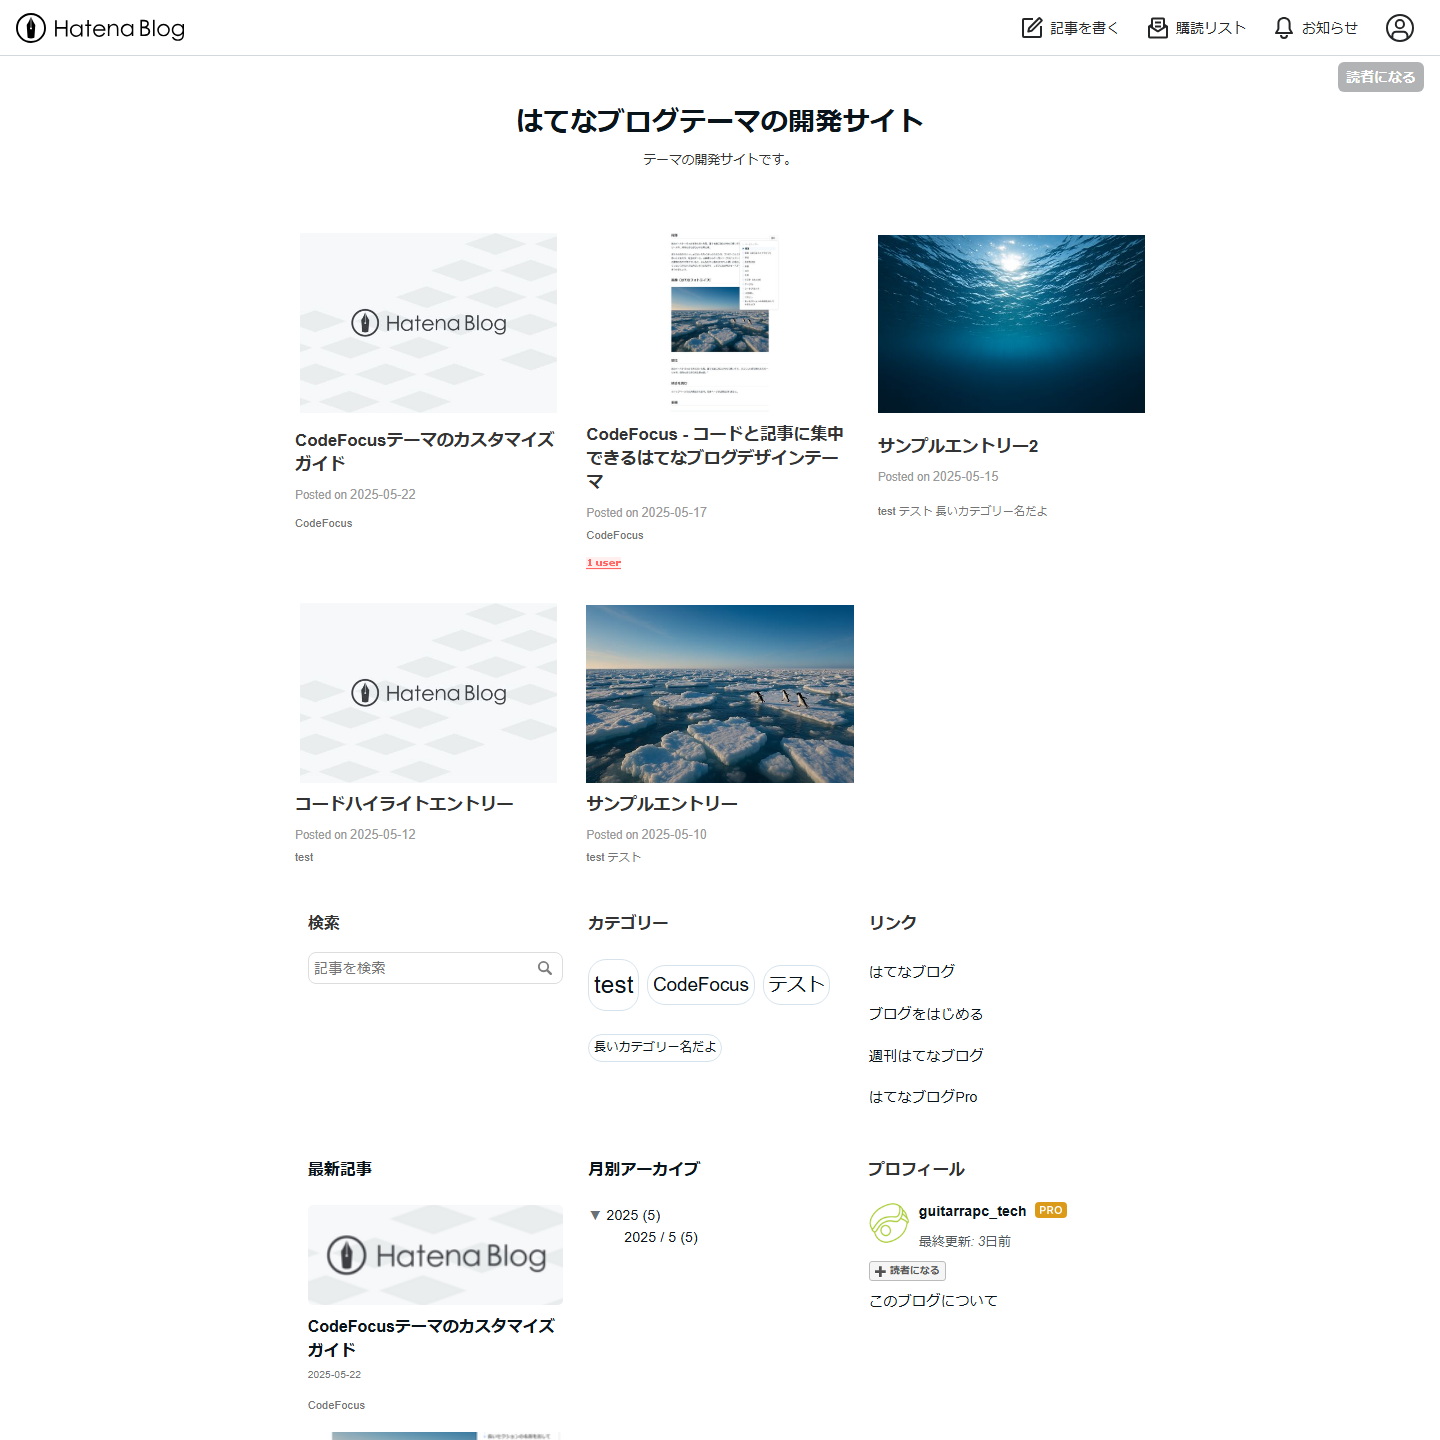 Hatena Blog
記事を書く
購読リスト
お知らせ
読者になる
はてなブログテーマの開発サイト
テーマの開発サイトです。
Hatena Blog
CodeFocusテーマのカスタマイズ
ガイド
Posted on 2025-05-22
CodeFocus
CodeFocus - コードと記事に集中
できるはてなブログデザインテー
マ
Posted on 2025-05-17
CodeFocus
1 user
サンプルエントリー2
Posted on 2025-05-15
test テスト 長いカテゴリー名だよ
Hatena Blog
コードハイライトエントリー
Posted on 2025-05-12
test
サンプルエントリー
Posted on 2025-05-10
test テスト
検索
記事を検索
カテゴリー
test CodeFocus テスト
長いカテゴリー名だよ
リンク
はてなブログ
ブログをはじめる
週刊はてなブログ
はてなブログPro
最新記事
Hatena Blog
CodeFocusテーマのカスタマイズ
ガイド
2025-05-22
CodeFocus
月別アーカイブ
▼ 2025 (5)
2025 / 5 (5)
プロフィール
guitarrapc_tech PRO
最終更新: 3日前
読者になる
このブログについて